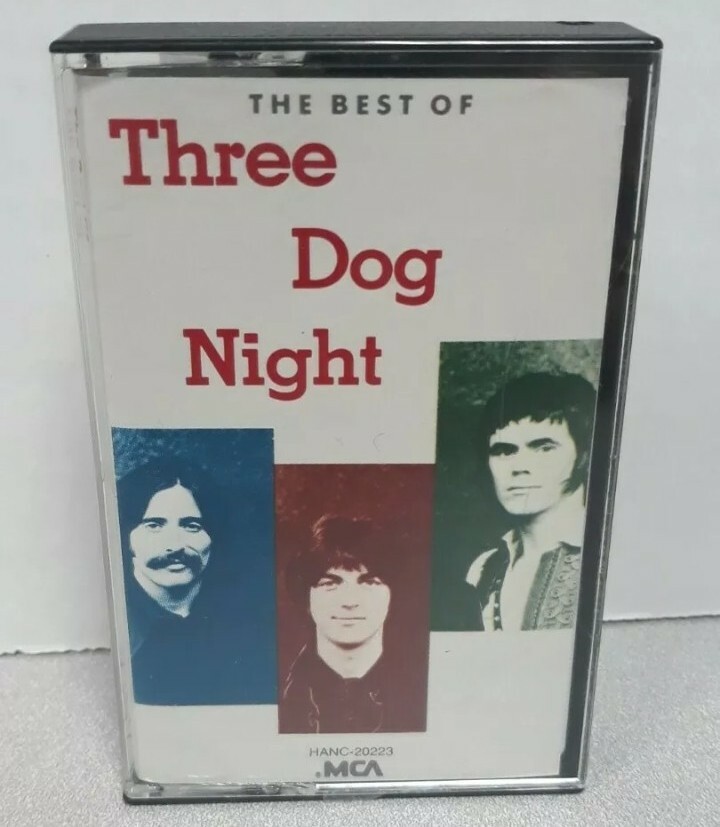 THE BEST OF
Three
Dog
Night
HANC-20223
.MCA